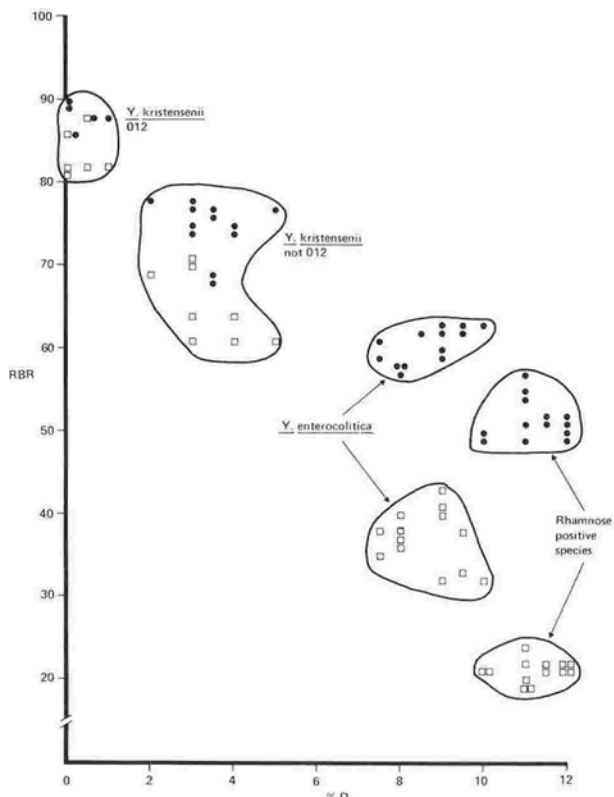 100
90
Y. kristensenii
012
80
Y. kristensenii
not 012
70
60
RBR
50
Y. enterocolitica
40
Rhamnose
positive
species
30
20
0
2
4
6
8
10
12